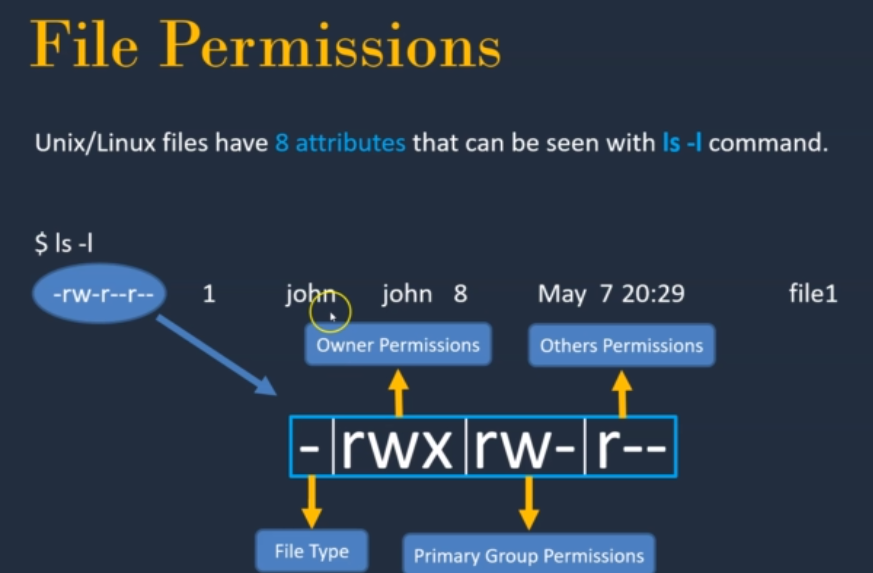 File Permissions
Unix/Linux files have 8 attributes that can be seen with ls -l command.
$ ls -l
-rw-r--r-- 1 john john 8 May 7 20:29 file1
Owner Permissions Others Permissions
-|rwx|rw-|r--
File Type Primary Group Permissions